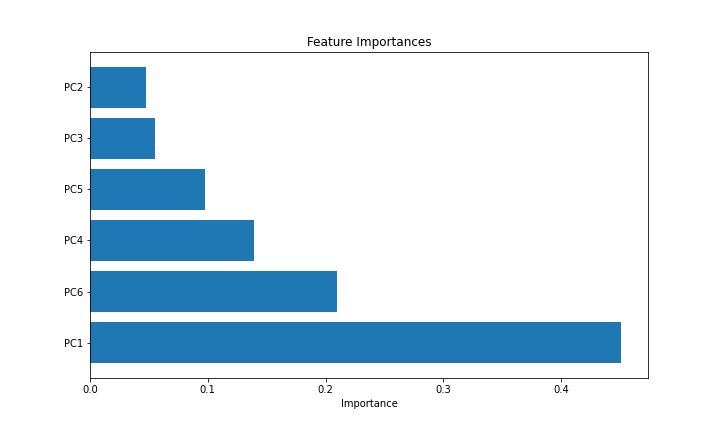 Feature Importances
PC2
PC3
PC5
PC4
PC6
PC1
0.0 0.1 0.2 0.3 0.4
Importance